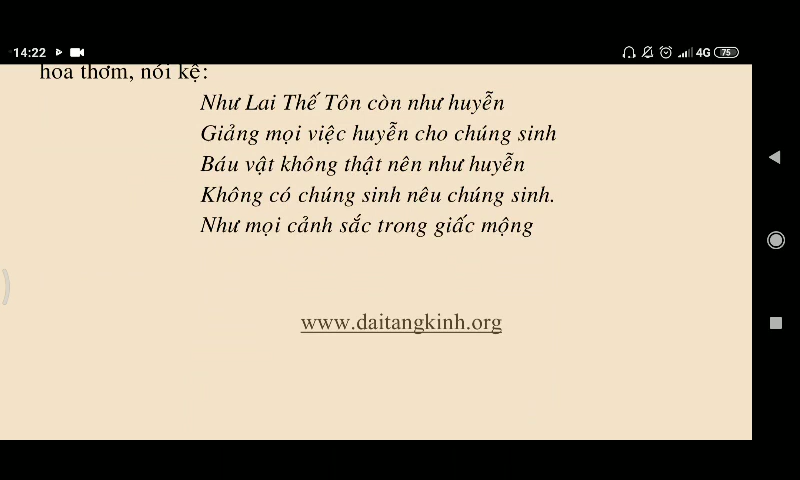 14:22 4G 75
hoa thơm, nói kệ:
Như Lai Thế Tôn còn như huyễn
Giảng mọi việc huyễn cho chúng sinh
Báu vật không thật nên như huyễn
Không có chúng sinh nêu chúng sinh.
Như mọi cảnh sắc trong giấc mộng
www.daitangkinh.org